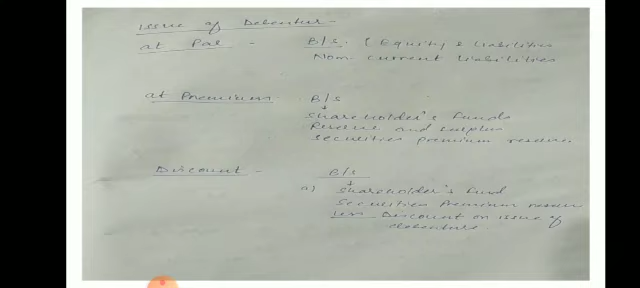 Issue of Debentur
at Par - B/S. (Equity) & Liabilities
Non-current Liabilities
at Premium B/S
Shareholder's funds
Reserve and surplus
Securities premium reserve
Discount - B/S
a) Shareholder's fund
Securities Premium reserve
Less Discount on issue of
debenture